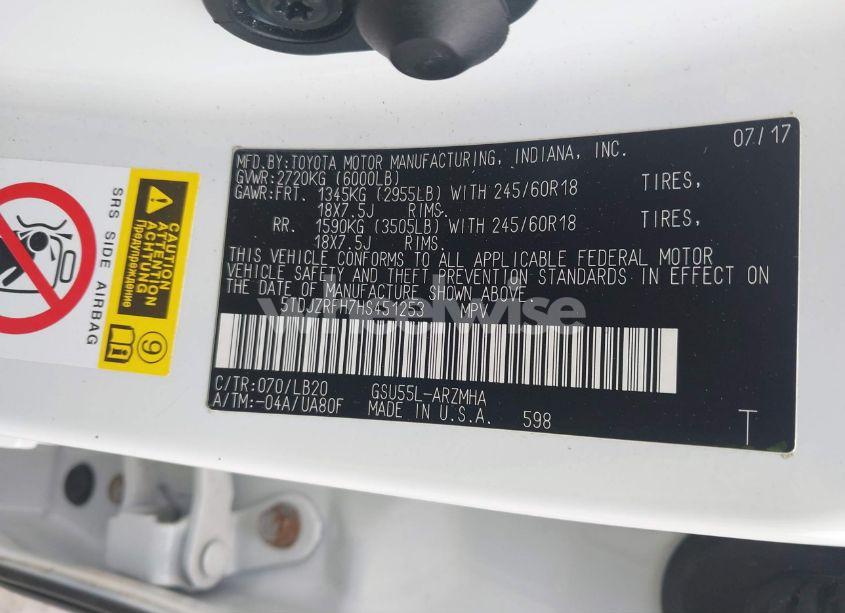 07/17
MFD.BY:TOYOTA MOTOR MANUFACTURING, INDIANA, INC.
GVWR:2720KG (6000LB)
GAWR:FRT. 1345KG (2955LB) WITH 245/60R18 TIRES,
18X7.5J RIMS.
RR. 1590KG (3505LB) WITH 245/60R18 TIRES,
18X7.5J RIMS.
THIS VEHICLE CONFORMS TO ALL APPLICABLE FEDERAL MOTOR
VEHICLE SAFETY AND THEFT PREVENTION STANDARDS IN EFFECT ON
THE DATE OF MANUFACTURE SHOWN ABOVE.
5TDJZRFH7HS451253 MPV
wheelwise
C/TR:070/LB20 GSU55L-ARZMHA
A/TM:-04A/UA80F MADE IN U.S.A. 598
T
SRS SIDE AIRBAG
CAUTION
ATTENTION
ACHTUNG
Предупреждение
9